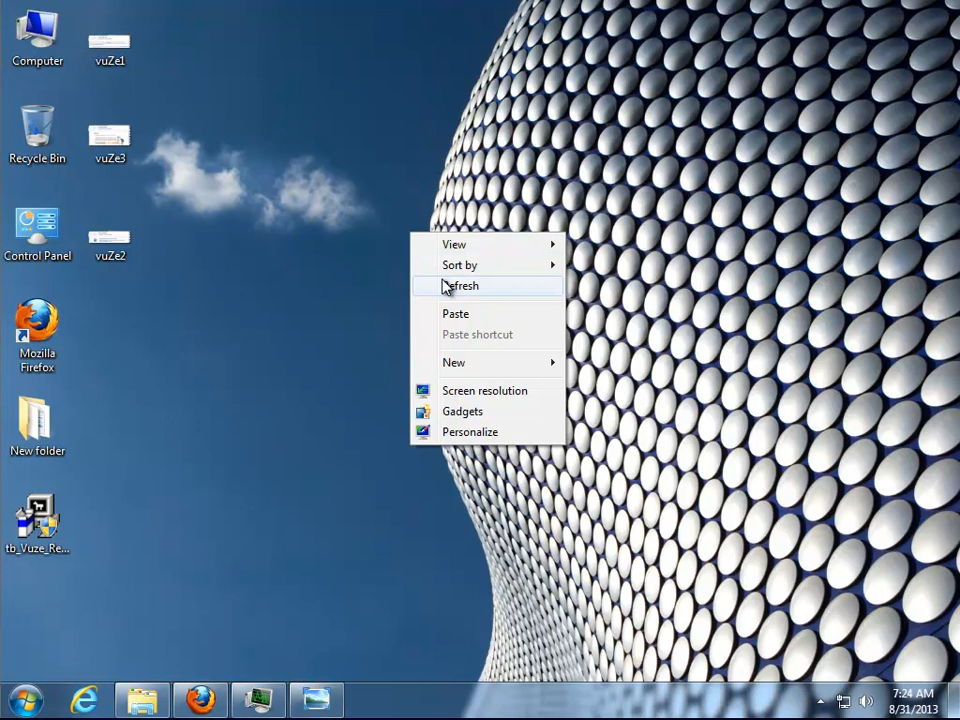 Computer
vuZe1
Recycle Bin
vuZe3
Control Panel
vuZe2
Mozilla
Firefox
New folder
tb_Vuze_Re...
View
Sort by
efresh
Paste
Paste shortcut
New
Screen resolution
Gadgets
Personalize
7:24 AM
8/31/2013